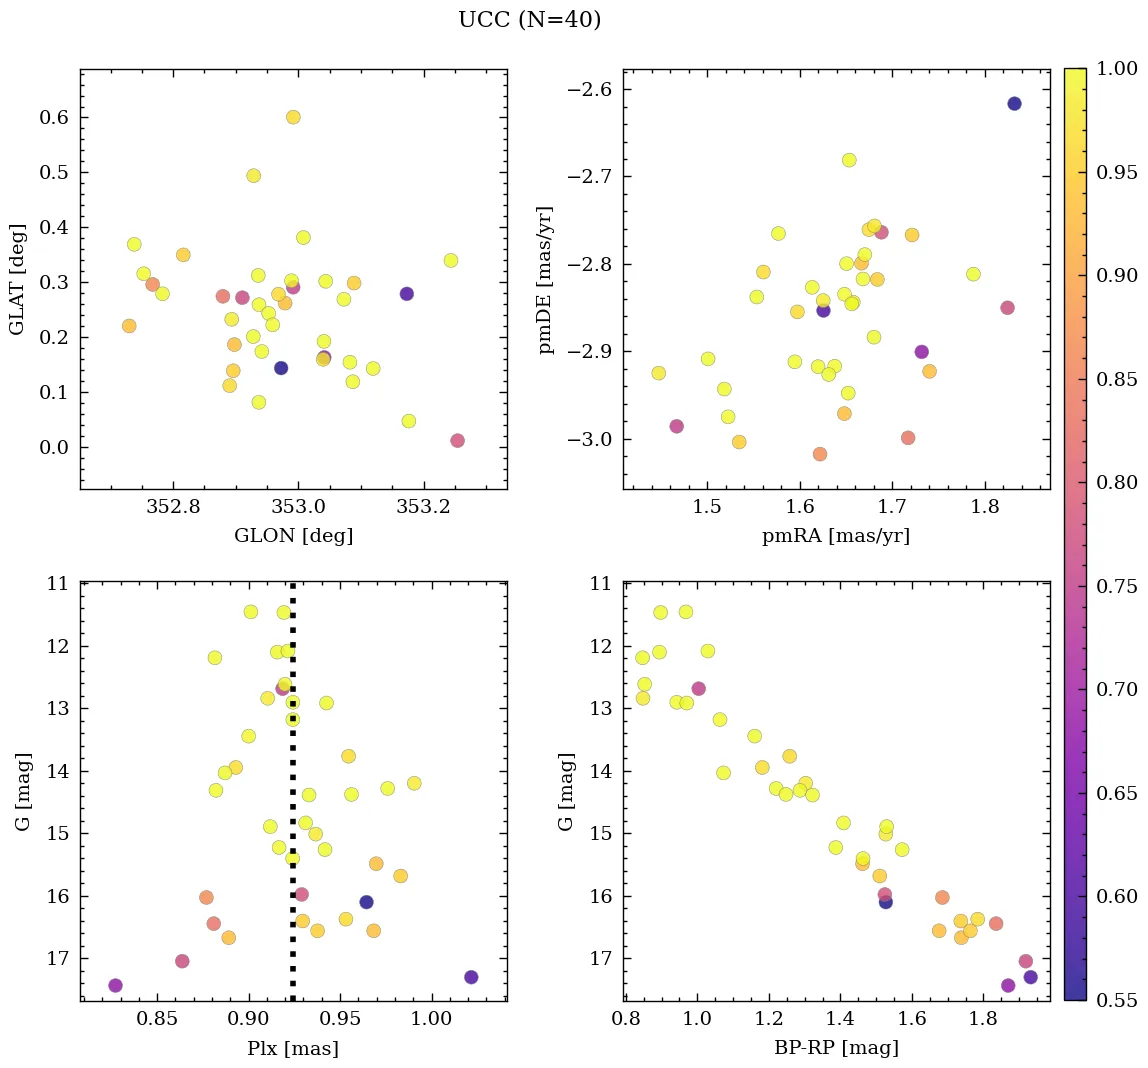 UCC (N=40)
0.6
0.5
0.4
0.3
0.2
0.1
0.0
GLAT [deg]
352.8 353.0 353.2
GLON [deg]
−2.6
−2.7
−2.8
−2.9
−3.0
pmDE [mas/yr]
1.5 1.6 1.7 1.8
pmRA [mas/yr]
11
12
13
14
15
16
17
G [mag]
0.85 0.90 0.95 1.00
Plx [mas]
11
12
13
14
15
16
17
G [mag]
0.8 1.0 1.2 1.4 1.6 1.8
BP-RP [mag]
1.00
0.95
0.90
0.85
0.80
0.75
0.70
0.65
0.60
0.55